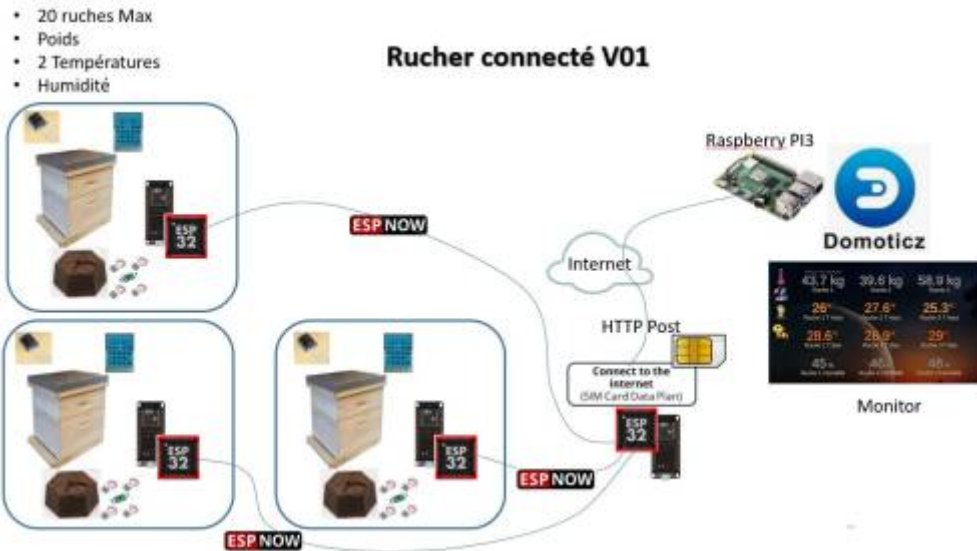 • 20 ruches Max
• Poids
• 2 Températures
• Humidité
Rucher connecté V01
Raspberry PI3
Domoticz
ESP
32
ESP NOW
Internet
HTTP Post
Connect to the
internet
(SIM Card Data Plan)
43.7 kg 39.6 kg 58.9 kg
26° 27.6° 25.3°
28.6° 28.9° 29°
Monitor
ESP
32
ESP
32
ESP
32
ESP NOW
ESP NOW